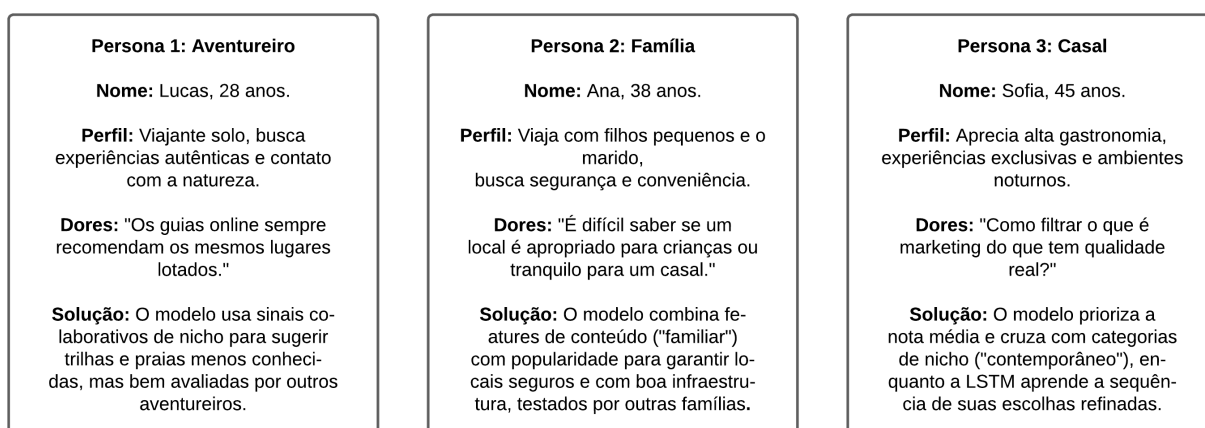 Persona 1: Aventureiro
Nome: Lucas, 28 anos.
Perfil: Viajante solo, busca
experiências autênticas e contato
com a natureza.
Dores: "Os guias online sempre
recomendam os mesmos lugares
lotados."
Solução: O modelo usa sinais co-
laborativos de nicho para sugerir
trilhas e praias menos conheci-
das, mas bem avaliadas por outros
aventureiros.
Persona 2: Família
Nome: Ana, 38 anos.
Perfil: Viaja com filhos pequenos e o
marido,
busca segurança e conveniência.
Dores: "É difícil saber se um
local é apropriado para crianças ou
tranquilo para um casal."
Solução: O modelo combina fe-
atures de conteúdo ("familiar")
com popularidade para garantir lo-
cais seguros e com boa infraestru-
tura, testados por outras famílias.
Persona 3: Casal
Nome: Sofia, 45 anos.
Perfil: Aprecia alta gastronomia,
experiências exclusivas e ambientes
noturnos.
Dores: "Como filtrar o que é
marketing do que tem qualidade
real?"
Solução: O modelo prioriza a
nota média e cruza com categorias
de nicho ("contemporâneo"), en-
quanto a LSTM aprende a sequên-
cia de suas escolhas refinadas.